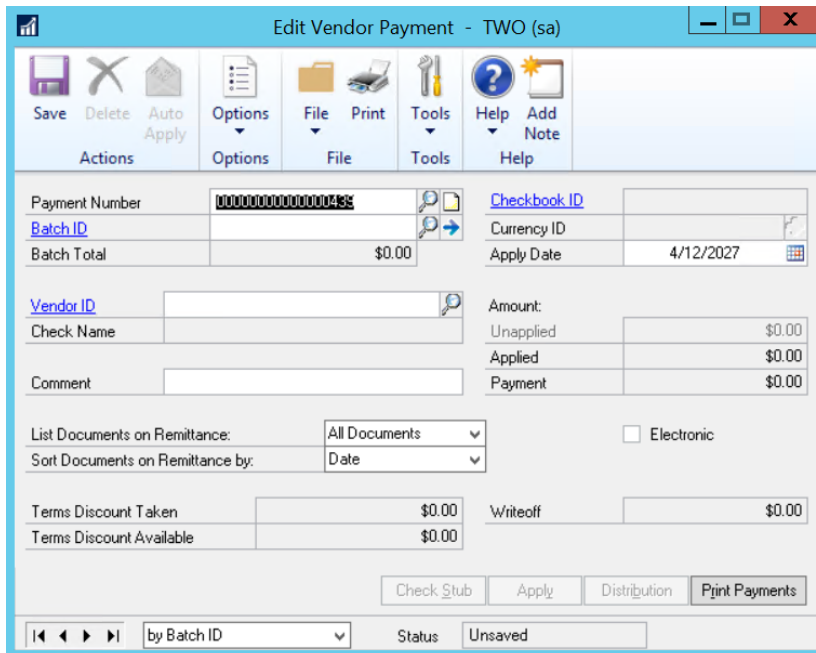 Edit Vendor Payment - TWO (sa)
Save Delete Auto Apply Options File Print Tools Help Add Note
Actions Options File Tools Help
Payment Number Checkbook ID
Batch ID Currency ID
Batch Total $0.00 Apply Date 4/12/2027
Vendor ID Amount:
Check Name Unapplied $0.00
Applied $0.00
Comment Payment $0.00
List Documents on Remittance: All Documents Electronic
Sort Documents on Remittance by: Date
Terms Discount Taken $0.00 Writeoff $0.00
Terms Discount Available $0.00
Check Stub Apply Distribution Print Payments
by Batch ID Status Unsaved